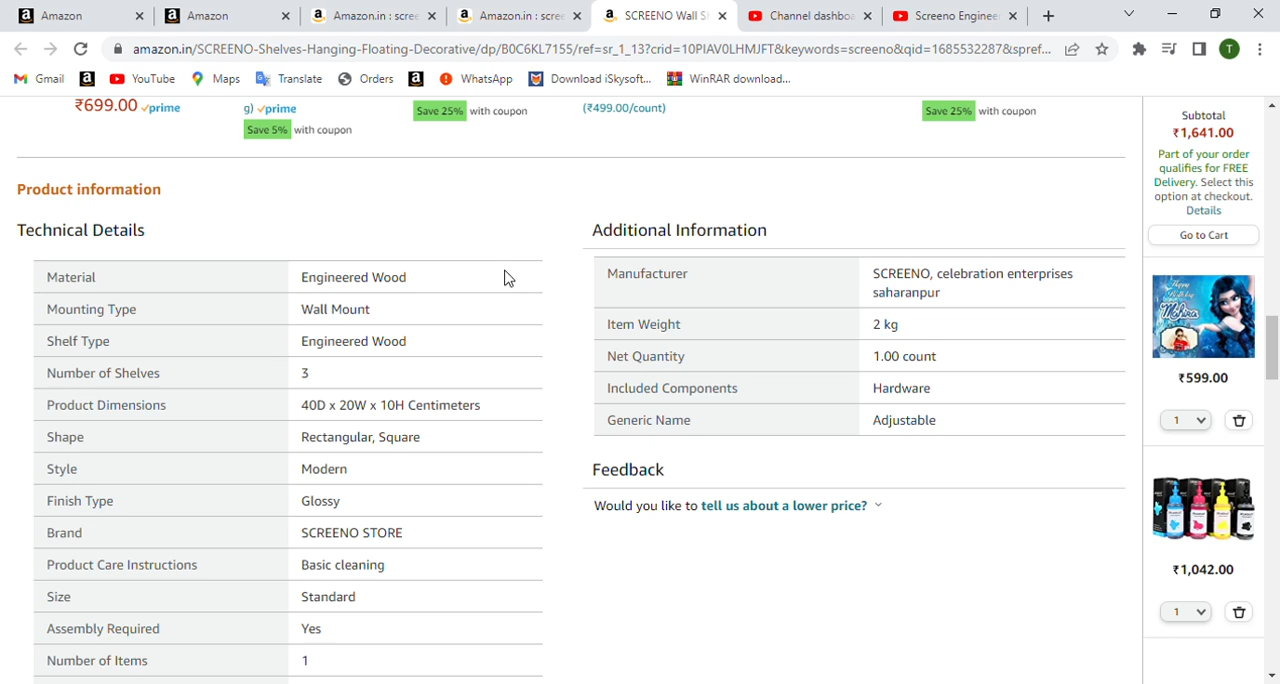 Amazon
Amazon
Amazon.in : scree
Amazon.in : scree
SCREENO Wall Sh
Channel dashboa
Screeno Enginee
amazon.in/SCREENO-Shelves-Hanging-Floating-Decorative/dp/B0C6KL7155/ref=sr_1_13?crid=10PIAV0LHMJFT&keywords=screeno&qid=1685532287&spref...
T
Gmail
YouTube
Maps
Translate
Orders
WhatsApp
Download iSkysoft...
WinRAR download...
₹699.00 prime
g) prime
Save 5% with coupon
Save 25% with coupon
(₹499.00/count)
Save 25% with coupon
Product information
Technical Details
Material Engineered Wood
Mounting Type Wall Mount
Shelf Type Engineered Wood
Number of Shelves 3
Product Dimensions 40D x 20W x 10H Centimeters
Shape Rectangular, Square
Style Modern
Finish Type Glossy
Brand SCREENO STORE
Product Care Instructions Basic cleaning
Size Standard
Assembly Required Yes
Number of Items 1
Additional Information
Manufacturer SCREENO, celebration enterprises
saharanpur
Item Weight 2 kg
Net Quantity 1.00 count
Included Components Hardware
Generic Name Adjustable
Feedback
Would you like to tell us about a lower price?
Subtotal
₹1,641.00
Part of your order
qualifies for FREE
Delivery. Select this
option at checkout.
Details
Go to Cart
Happy
Birthday
₹599.00
1
₹1,042.00
1